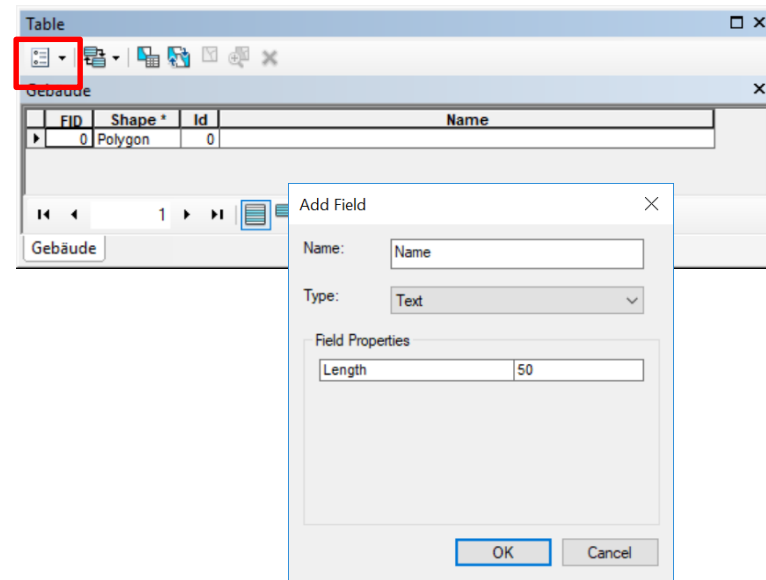 Table
Gebäude
FID Shape * Id Name
0 Polygon 0
1
Gebäude
Add Field
Name: Name
Type: Text
Field Properties
Length 50
OK Cancel